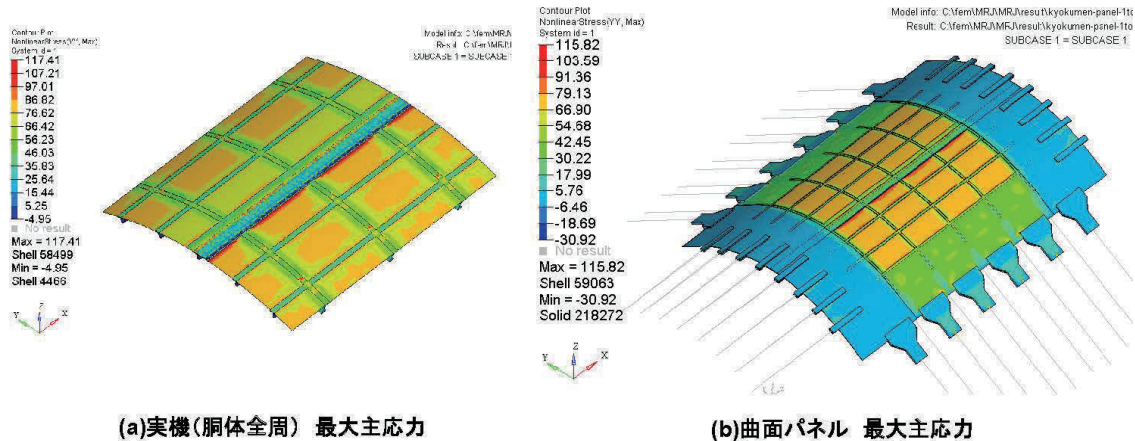 Contour Plot
NonlinearStress(YY, Max)
System id = 1
117.41
107.21
97.01
86.82
76.62
66.42
56.23
46.03
35.83
25.64
15.44
5.25
-4.95
No result
Max = 117.41
Shell 58499
Min = -4.95
Shell 4466
Z
Y
X
Model info: C:\fem\MRJ\
Result: C:\fem\MRJ\
SUBCASE 1 = SUBCASE
(a)実機(胴体全周) 最大主応力
Contour Plot
NonlinearStress(YY, Max)
System id = 1
115.82
103.59
91.36
79.13
66.90
54.68
42.45
30.22
17.99
5.76
-6.46
-18.69
-30.92
No result
Max = 115.82
Shell 59063
Min = -30.92
Solid 218272
Z
Y
X
Model info: C:\fem\MRJ\MRJ\result\kyokumen-panel-1to
Result: C:\fem\MRJ\MRJ\result\kyokumen-panel-1to
SUBCASE 1 = SUBCASE 1
(b)曲面パネル 最大主応力